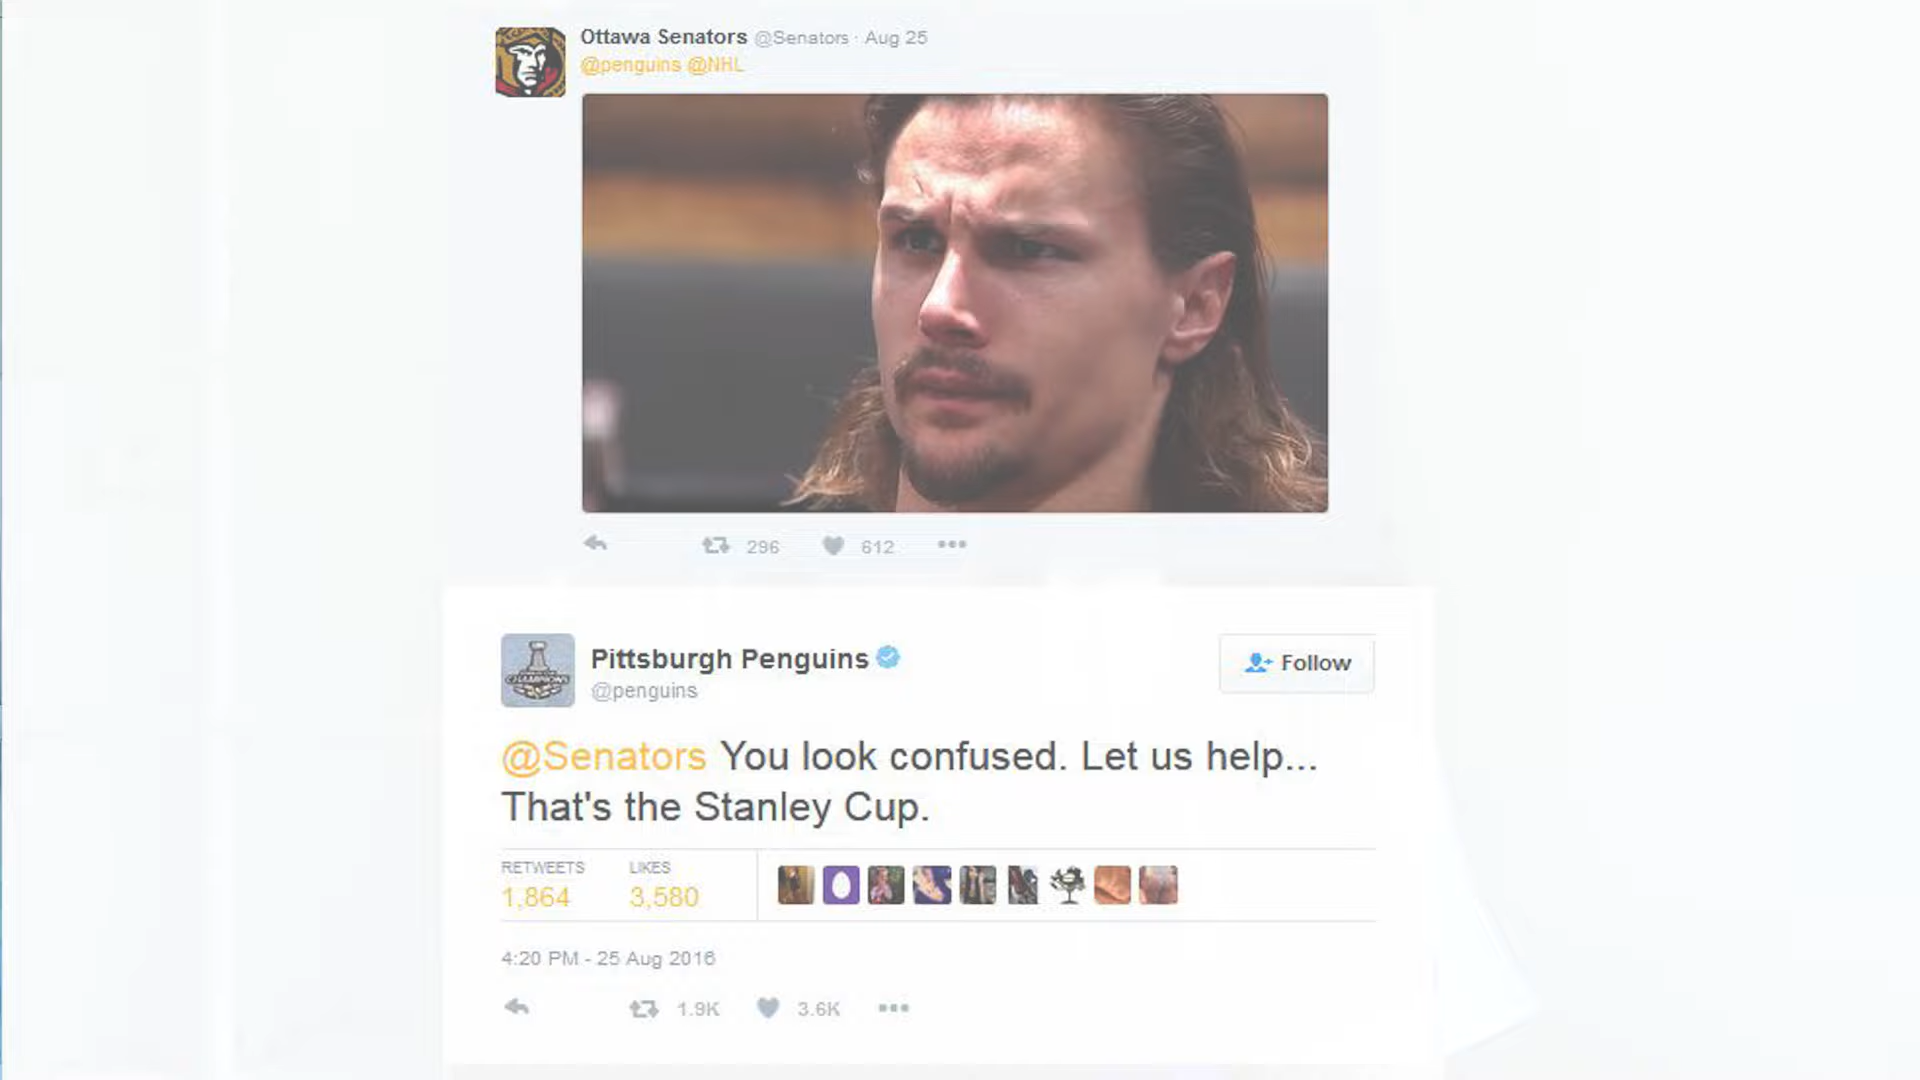 Ottawa Senators @Senators · Aug 25
@penguins @NHL
296 612
Pittsburgh Penguins
@penguins
Follow
@Senators You look confused. Let us help...
That's the Stanley Cup.
RETWEETS LIKES
1,864 3,580
4:20 PM - 25 Aug 2016
1.9K 3.6K
CHAMPIONS